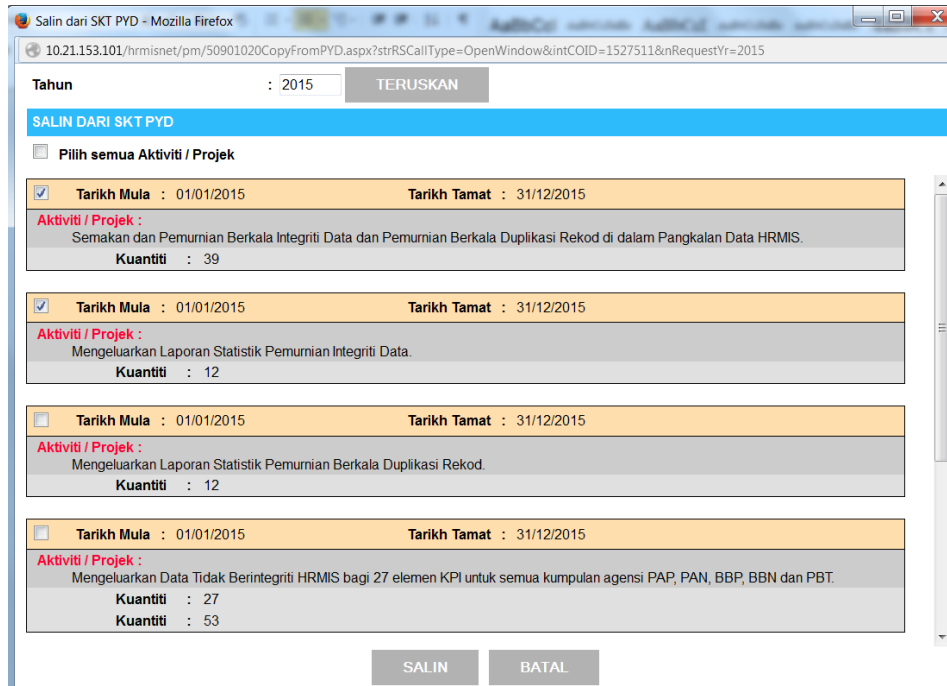 Salin dari SKT PYD - Mozilla Firefox
10.21.153.101/hrmisnet/pm/50901020CopyFromPYD.aspx?strRSCallType=OpenWindow&intCOID=1527511&nRequestYr=2015
Tahun : 2015 TERUSKAN
SALIN DARI SKT PYD
Pilih semua Aktiviti / Projek
Tarikh Mula : 01/01/2015 Tarikh Tamat : 31/12/2015
Aktiviti / Projek :
Semakan dan Pemurnian Berkala Integriti Data dan Pemurnian Berkala Duplikasi Rekod di dalam Pangkalan Data HRMIS.
Kuantiti : 39
Tarikh Mula : 01/01/2015 Tarikh Tamat : 31/12/2015
Aktiviti / Projek :
Mengeluarkan Laporan Statistik Pemurnian Integriti Data.
Kuantiti : 12
Tarikh Mula : 01/01/2015 Tarikh Tamat : 31/12/2015
Aktiviti / Projek :
Mengeluarkan Laporan Statistik Pemurnian Berkala Duplikasi Rekod.
Kuantiti : 12
Tarikh Mula : 01/01/2015 Tarikh Tamat : 31/12/2015
Aktiviti / Projek :
Mengeluarkan Data Tidak Berintegriti HRMIS bagi 27 elemen KPI untuk semua kumpulan agensi PAP, PAN, BBP, BBN dan PBT.
Kuantiti : 27
Kuantiti : 53
SALIN BATAL